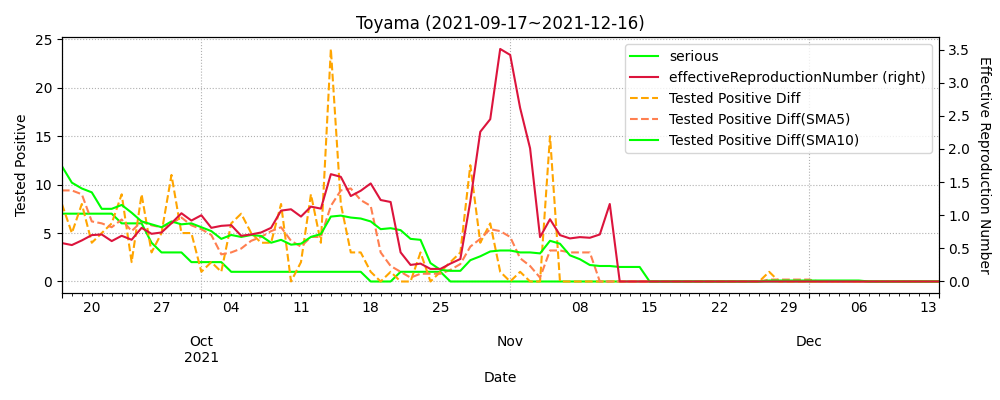 Toyama (2021-09-17~2021-12-16)
serious
effectiveReproductionNumber (right)
Tested Positive Diff
Tested Positive Diff(SMA5)
Tested Positive Diff(SMA10)
Tested Positive
25
20
15
10
5
0
Effective Reproduction Number
3.5
3.0
2.5
2.0
1.5
1.0
0.5
0.0
20 27 04 11 18 25 08 15 22 29 06 13
Oct Nov Dec
2021
Date